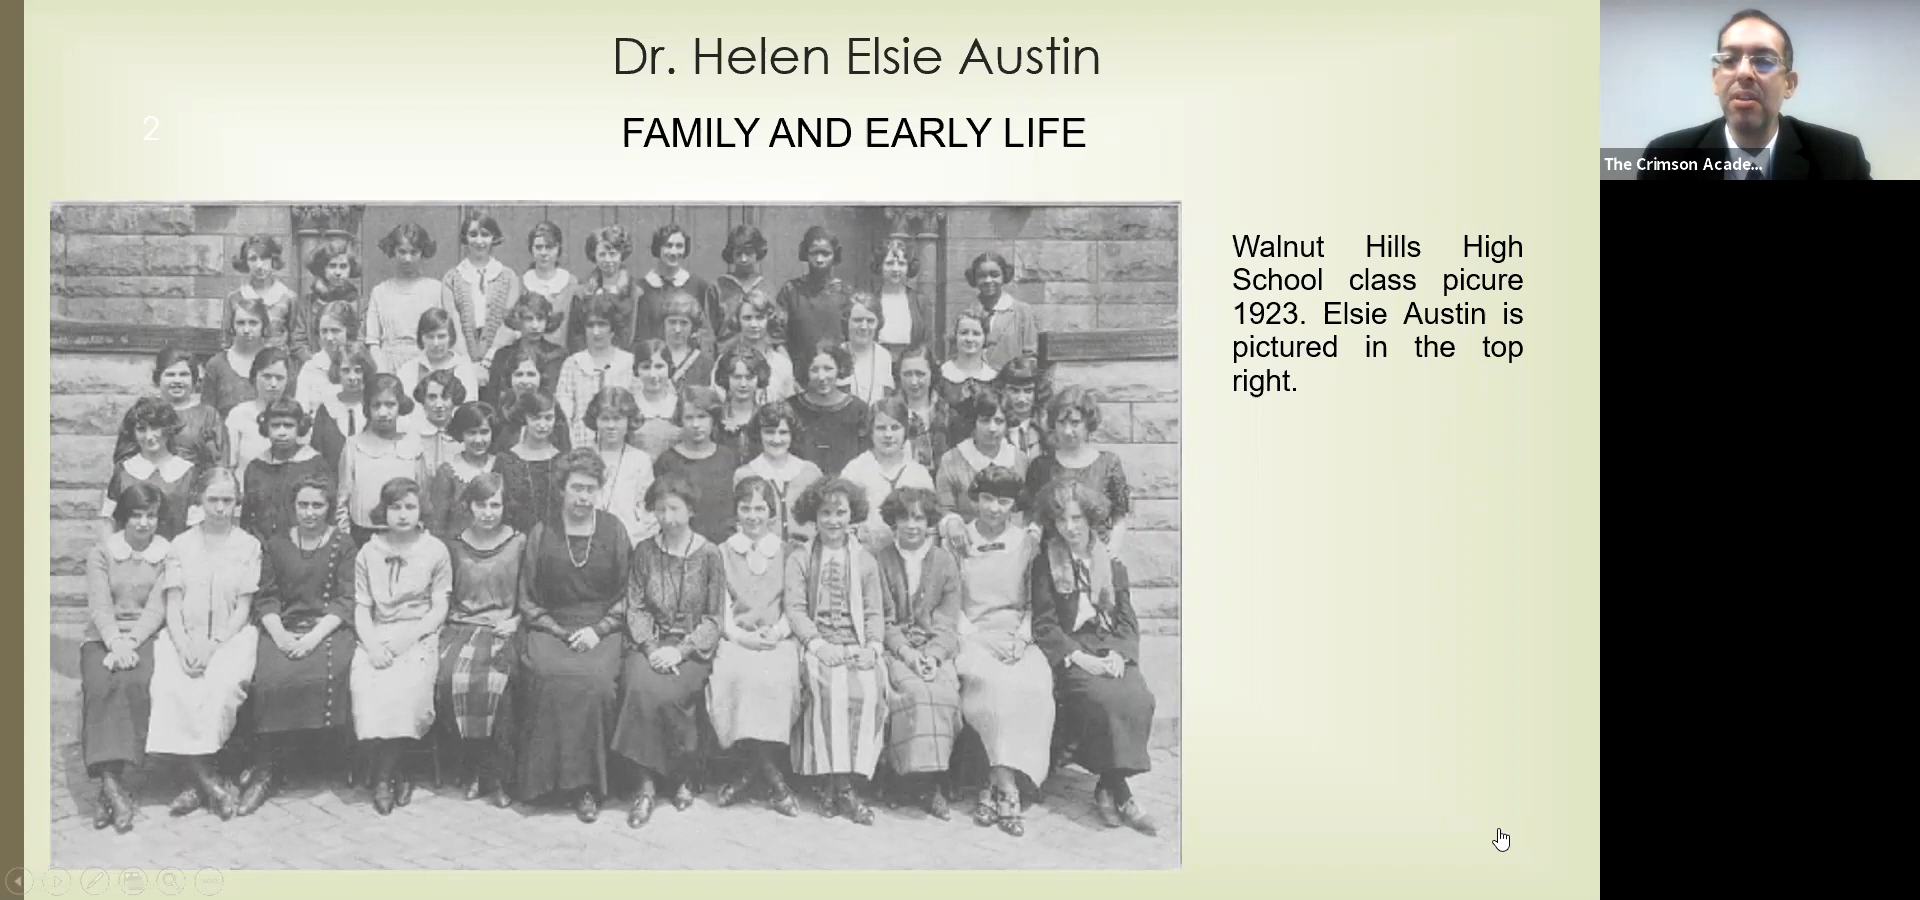 Dr. Helen Elsie Austin
2
FAMILY AND EARLY LIFE
Walnut Hills High
School class picure
1923. Elsie Austin is
pictured in the top
right.
The Crimson Acade...